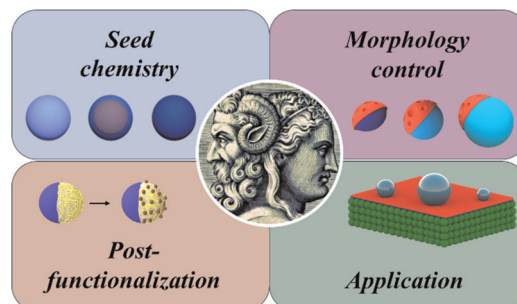 Seed
chemistry
Morphology
control
Post-
functionalization
Application